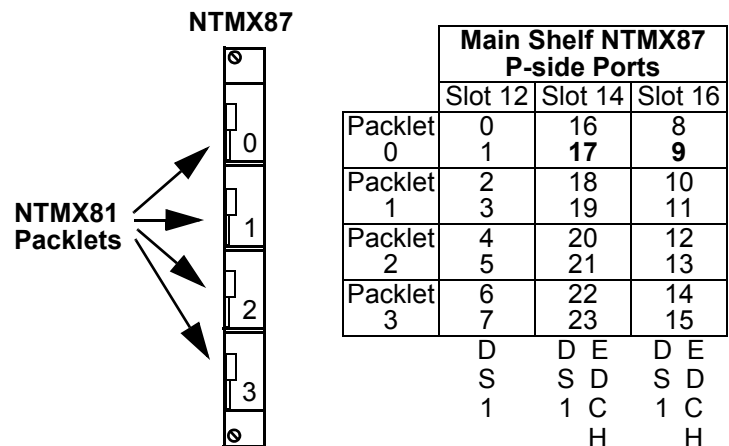 NTMX87
0
1
2
3
NTMX81
Packlets
Main Shelf NTMX87
P-side Ports
Slot 12 Slot 14 Slot 16
Packlet 0 16 8
0 1 17 9
Packlet 2 18 10
1 3 19 11
Packlet 4 20 12
2 5 21 13
Packlet 6 22 14
3 7 23 15
D D E D E
S S D S D
1 1 C 1 C
H H